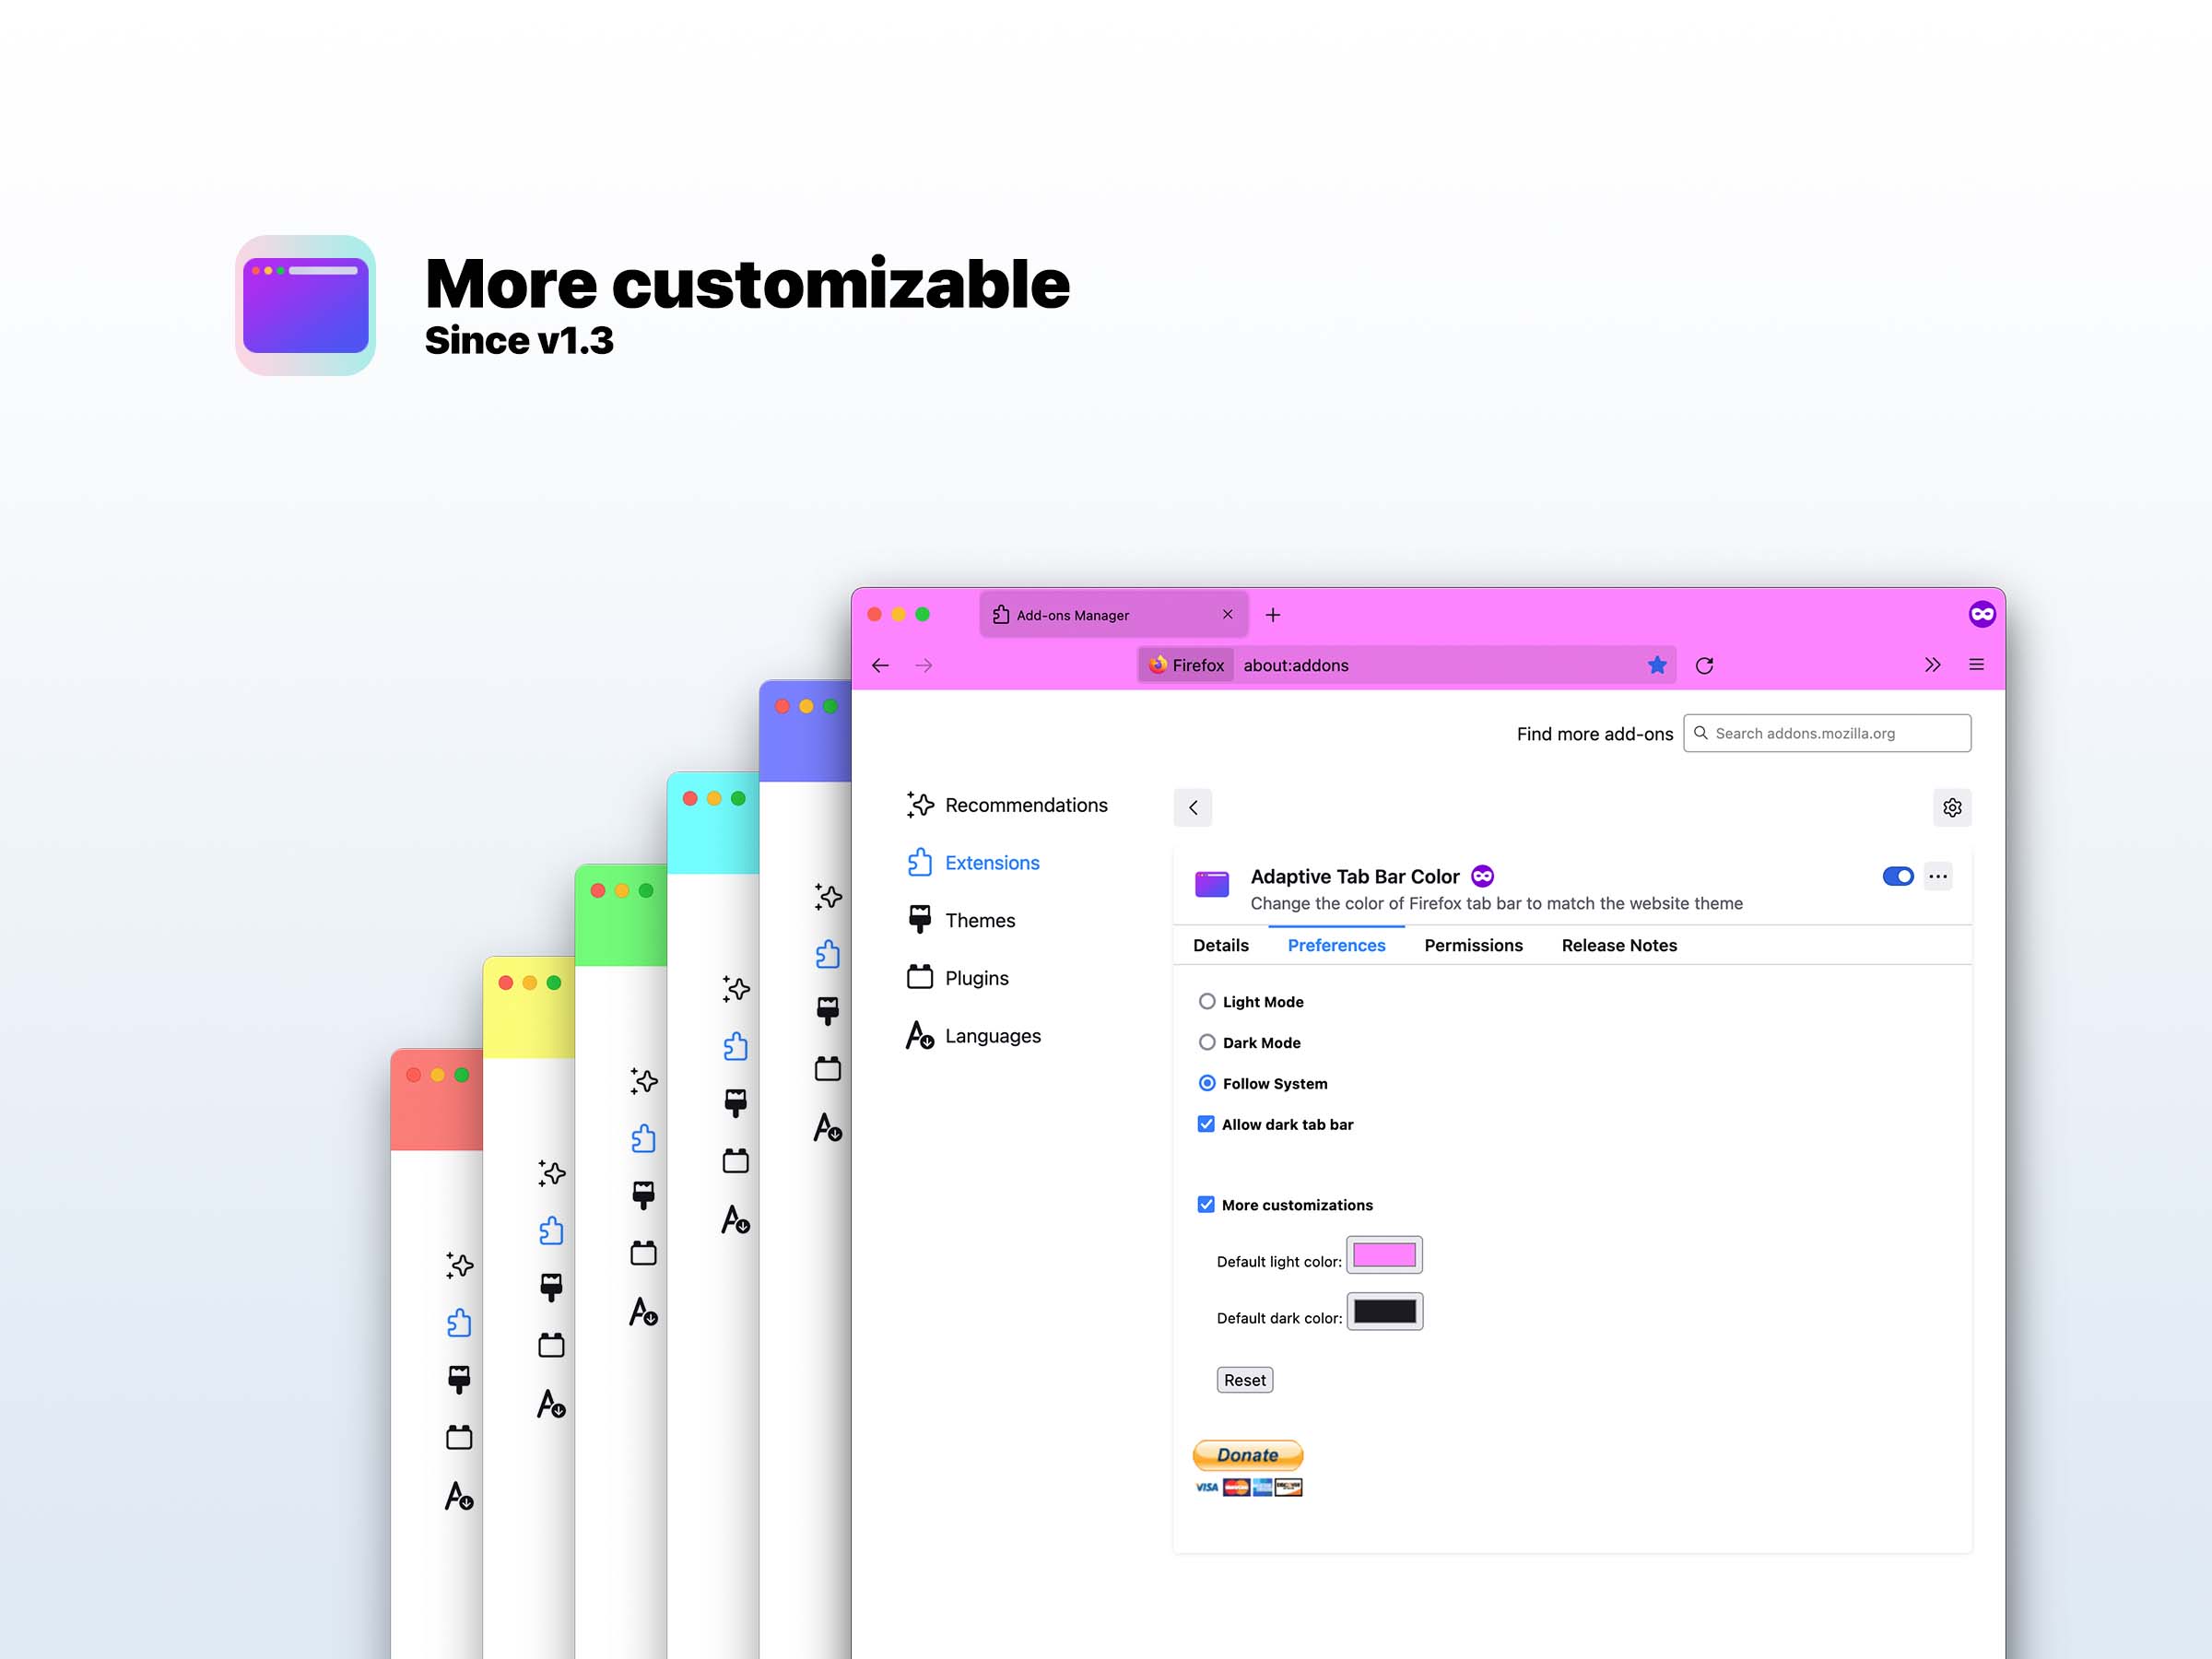 More customizable
Since v1.3
Add-ons Manager
Firefox about:addons
Find more add-ons Search addons.mozilla.org
Recommendations
Extensions
Themes
Plugins
Languages
Adaptive Tab Bar Color
Change the color of Firefox tab bar to match the website theme
Details Preferences Permissions Release Notes
Light Mode
Dark Mode
Follow System
Allow dark tab bar
More customizations
Default light color:
Default dark color:
Reset
Donate
VISA